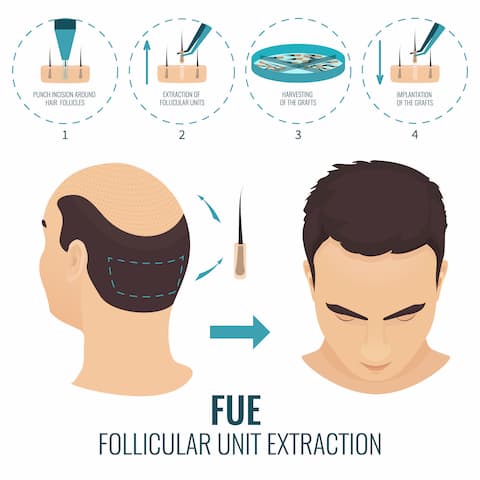 PUNCH INCISION AROUND
HAIR FOLLICLES
1
EXTRACTION OF
FOLLICULAR UNITS
2
HARVESTING
OF THE GRAFTS
3
IMPLANTATION
OF THE GRAFTS
4
FUE
FOLLICULAR UNIT EXTRACTION